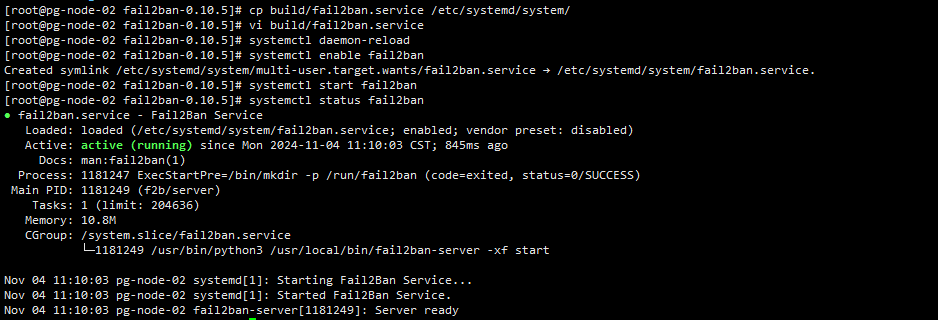 [root@pg-node-02 fail2ban-0.10.5]# cp build/fail2ban.service /etc/systemd/system/
[root@pg-node-02 fail2ban-0.10.5]# vi build/fail2ban.service
[root@pg-node-02 fail2ban-0.10.5]# systemctl daemon-reload
[root@pg-node-02 fail2ban-0.10.5]# systemctl enable fail2ban
Created symlink /etc/systemd/system/multi-user.target.wants/fail2ban.service → /etc/systemd/system/fail2ban.service.
[root@pg-node-02 fail2ban-0.10.5]# systemctl start fail2ban
[root@pg-node-02 fail2ban-0.10.5]# systemctl status fail2ban
● fail2ban.service - Fail2Ban Service
   Loaded: loaded (/etc/systemd/system/fail2ban.service; enabled; vendor preset: disabled)
   Active: active (running) since Mon 2024-11-04 11:10:03 CST; 845ms ago
     Docs: man:fail2ban(1)
  Process: 1181247 ExecStartPre=/bin/mkdir -p /run/fail2ban (code=exited, status=0/SUCCESS)
 Main PID: 1181249 (f2b/server)
    Tasks: 1 (limit: 204636)
   Memory: 10.8M
   CGroup: /system.slice/fail2ban.service
           └─1181249 /usr/bin/python3 /usr/local/bin/fail2ban-server -xf start

Nov 04 11:10:03 pg-node-02 systemd[1]: Starting Fail2Ban Service...
Nov 04 11:10:03 pg-node-02 systemd[1]: Started Fail2Ban Service.
Nov 04 11:10:03 pg-node-02 fail2ban-server[1181249]: Server ready